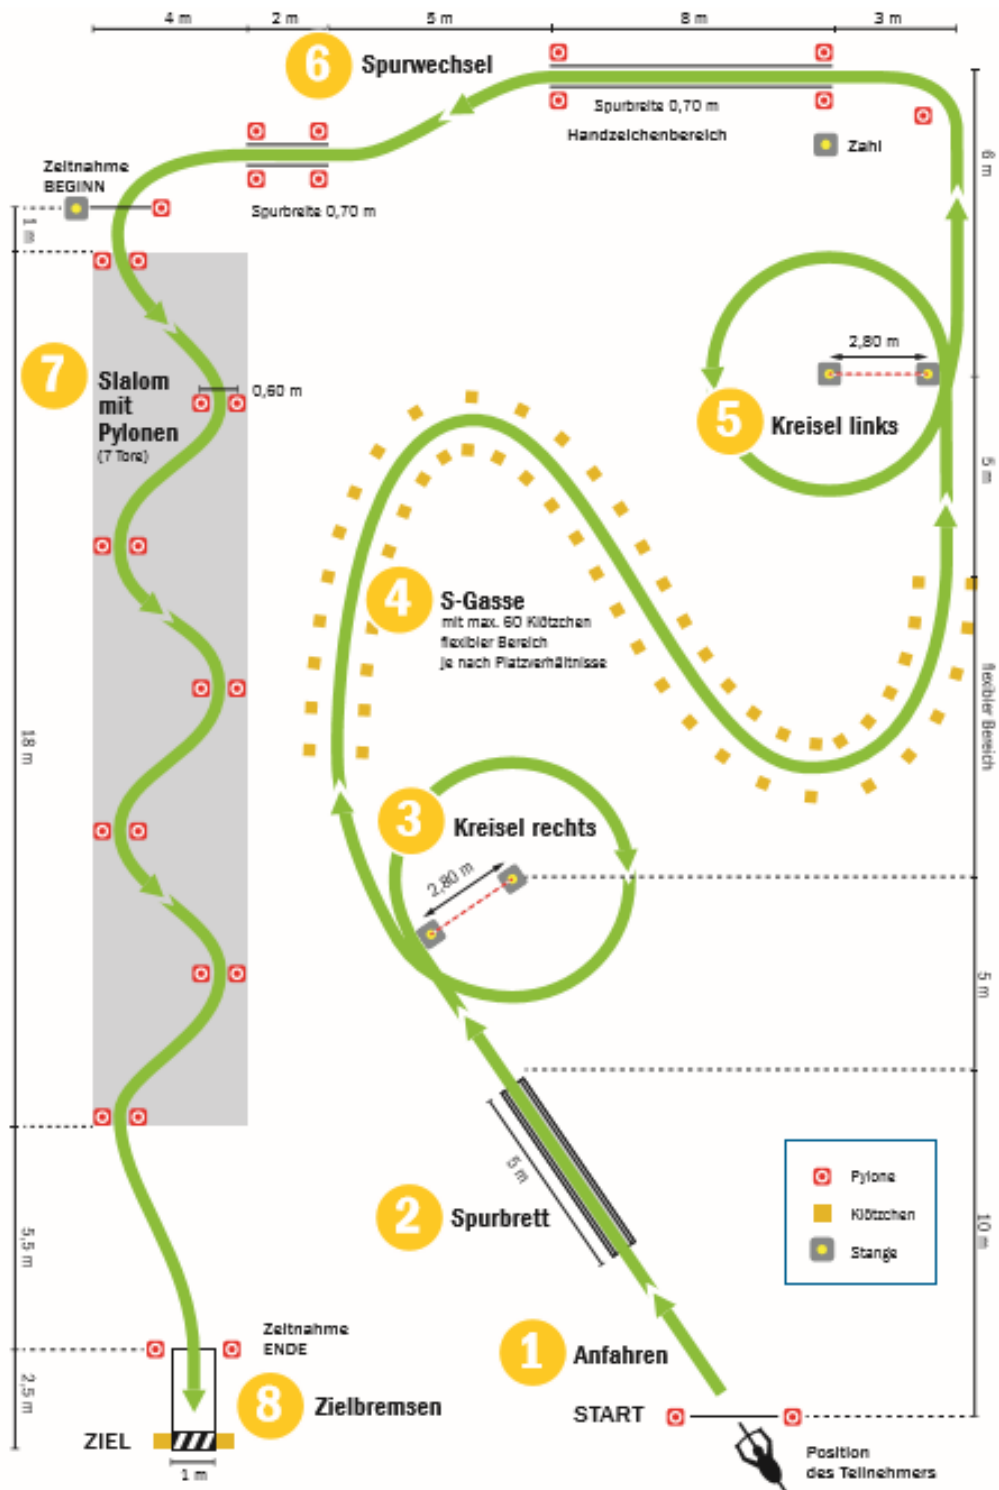 4 m
2 m
5 m
8 m
3 m
6
Spurwechsel
Spurbreite 0,70 m
Handzeichenbereich
Zahl
6 m
Zeitnahme
BEGINN
Spurbreite 0,70 m
1 m
2,80 m
7
Slalom
mit
Pylonen
(7 Tore)
0,60 m
5
Kreisel links
5 m
4
S-Gasse
mit max. 60 Klötzchen
flexibler Bereich
je nach Platzverhältnisse
flexibler Bereich
18 m
3
Kreisel rechts
2,80 m
5 m
5 m
2
Spurbrett
Pylone
Klötzchen
Stange
10 m
5,5 m
Zeitnahme
ENDE
1
Anfahren
2,5 m
8
Zielbremsen
START
ZIEL
1 m
Position
des Teilnehmers